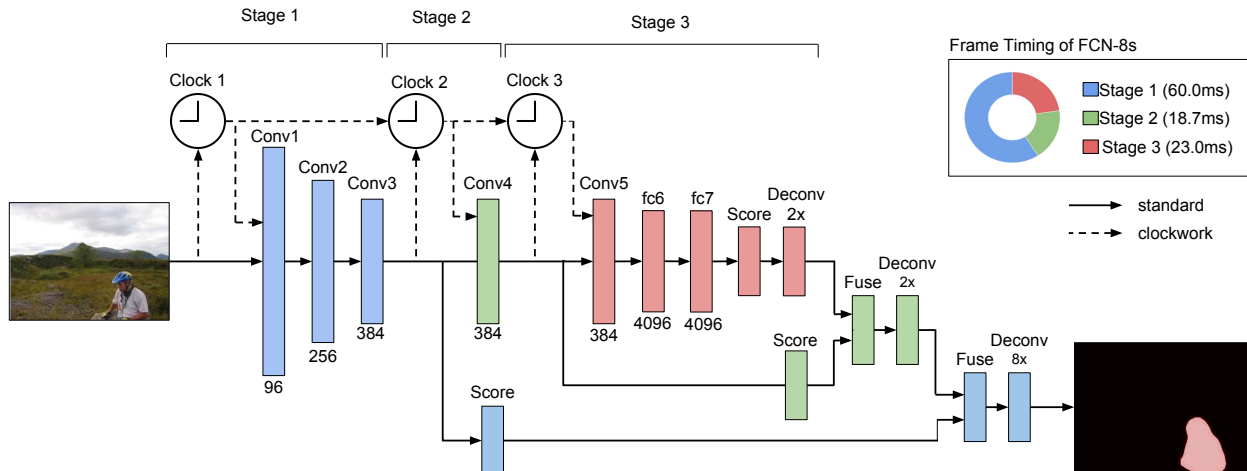 Stage 1
Stage 2
Stage 3
Clock 1
Clock 2
Clock 3
Conv1
Conv2
Conv3
Conv4
Conv5
fc6
fc7
Score
Deconv
2x
96
256
384
384
384
4096
4096
Score
Score
Fuse
Deconv
2x
Fuse
Deconv
8x
Frame Timing of FCN-8s
Stage 1 (60.0ms)
Stage 2 (18.7ms)
Stage 3 (23.0ms)
standard
clockwork